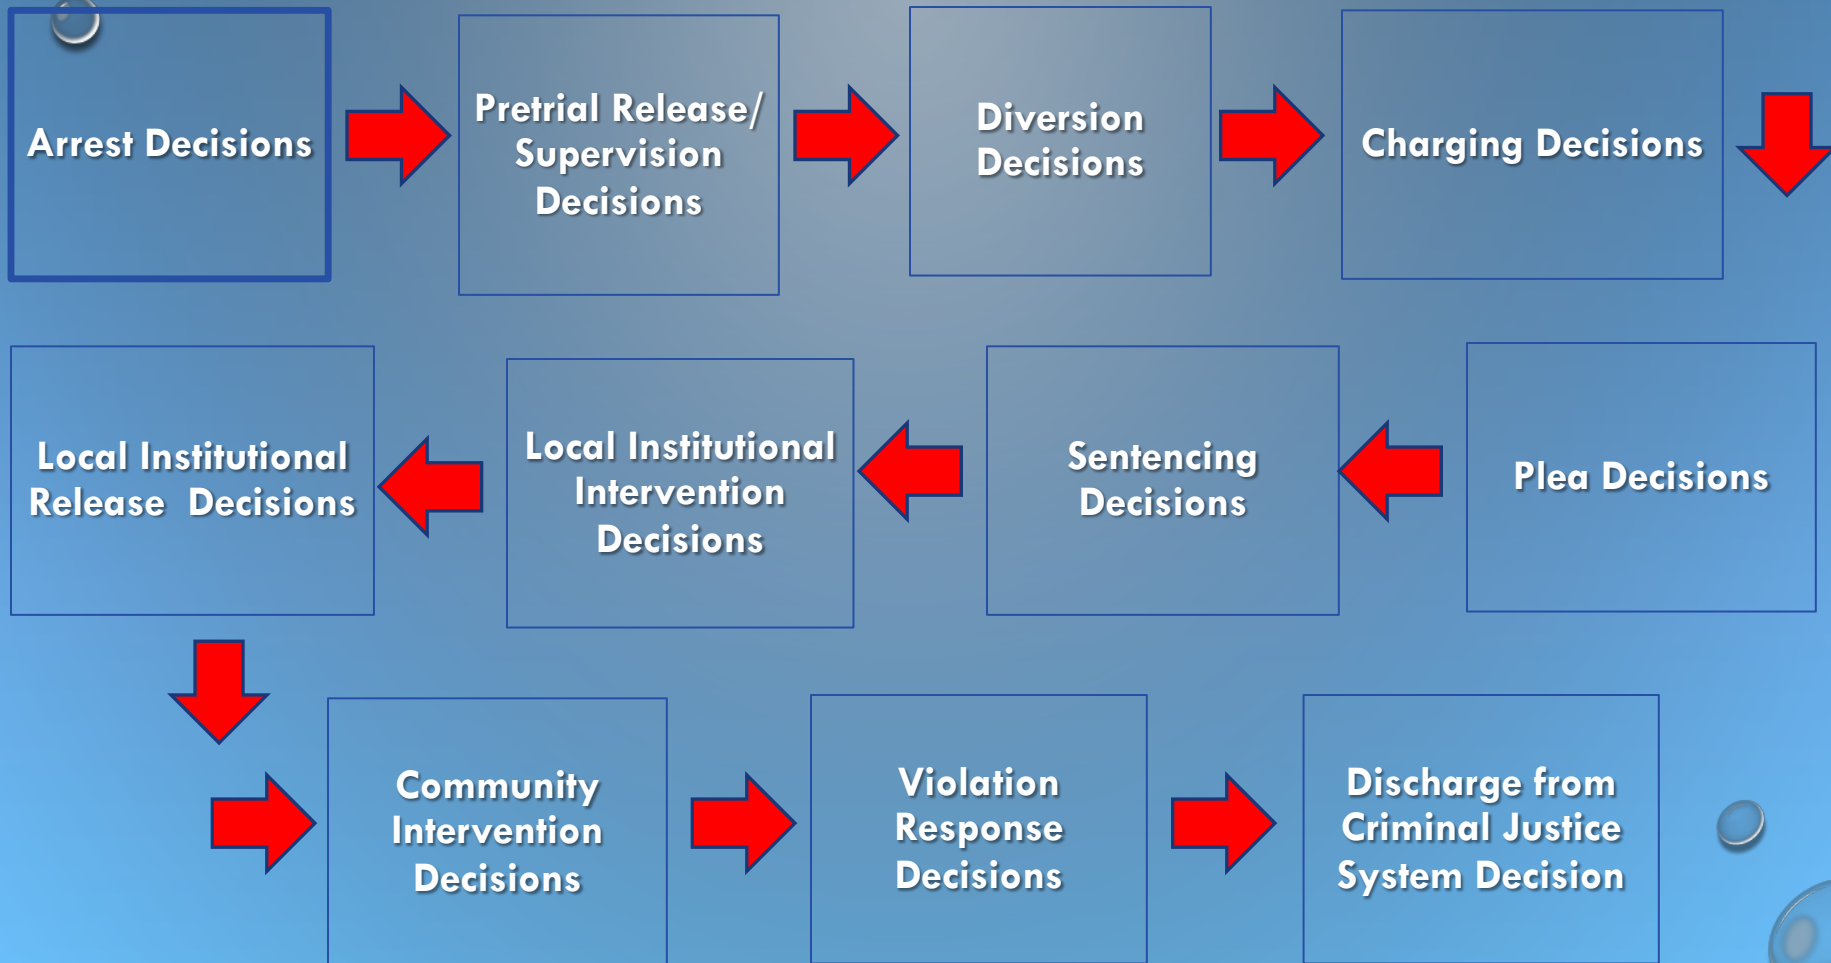 Arrest Decisions
Pretrial Release/
Supervision
Decisions
Diversion
Decisions
Charging Decisions
Plea Decisions
Sentencing
Decisions
Local Institutional
Intervention
Decisions
Local Institutional
Release  Decisions
Community
Intervention
Decisions
Violation
Response
Decisions
Discharge from
Criminal Justice
System Decision